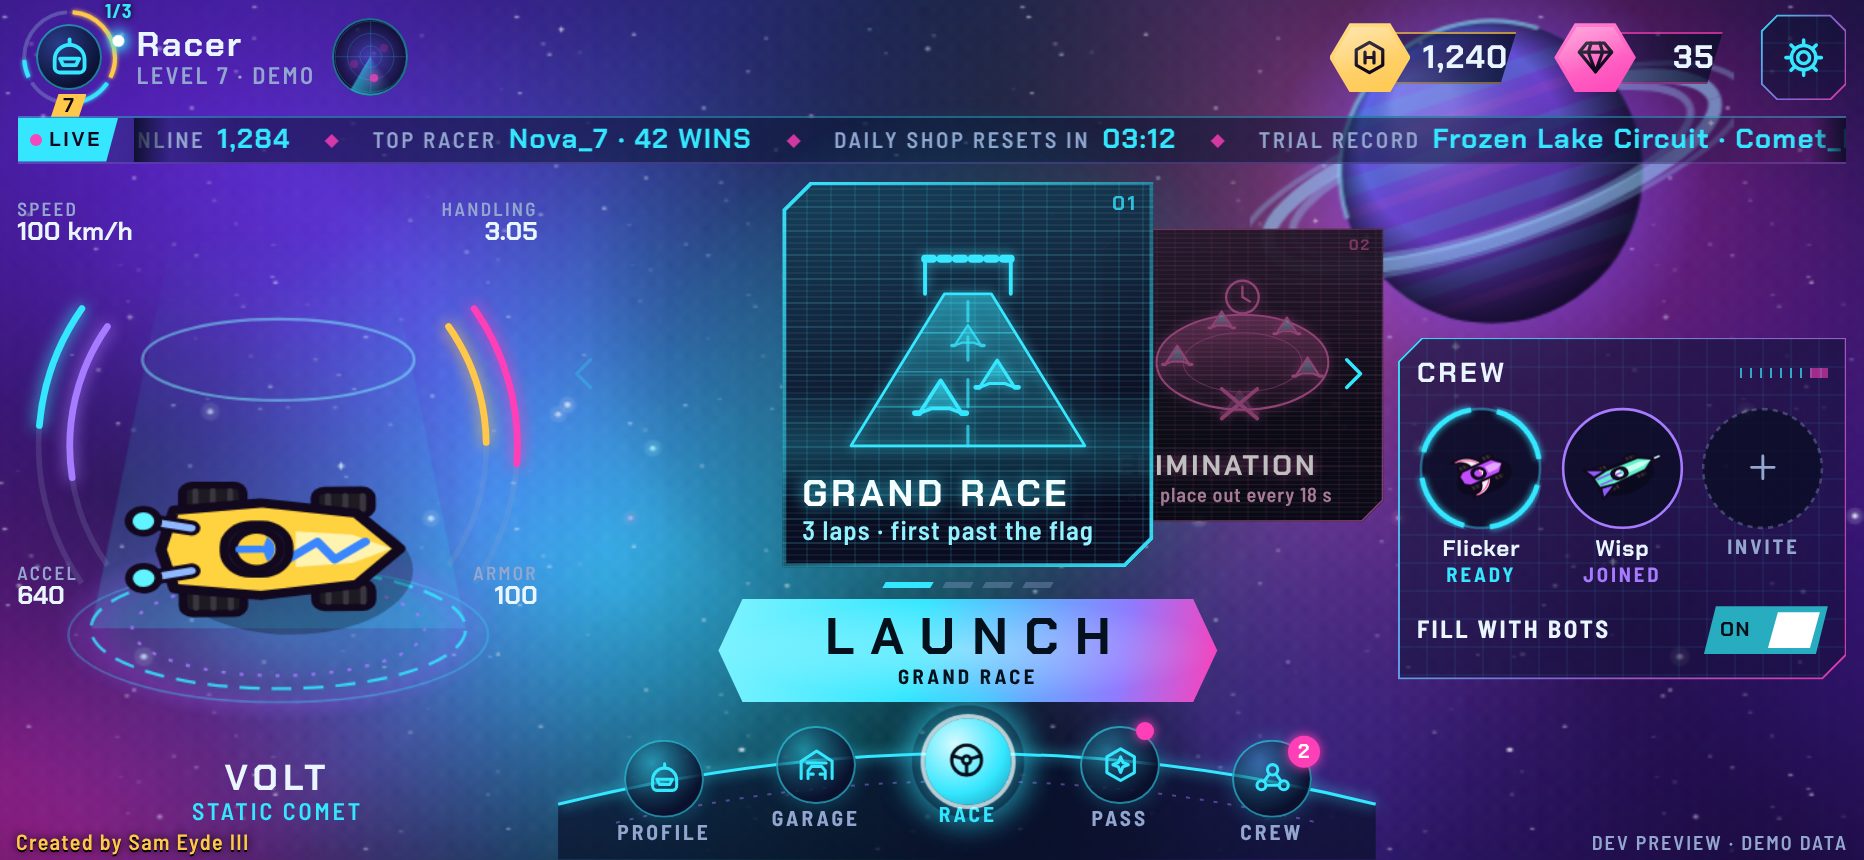 1/3
Racer
LEVEL 7 · DEMO
7
1,240
35
LIVE
NLINE 1,284 ◆ TOP RACER Nova_7 · 42 WINS ◆ DAILY SHOP RESETS IN 03:12 ◆ TRIAL RECORD Frozen Lake Circuit · Comet_
SPEED
100 km/h
HANDLING
3.05
ACCEL
640
ARMOR
100
VOLT
STATIC COMET
Created by Sam Eyde III
01
GRAND RACE
3 laps · first past the flag
02
IMINATION
place out every 18 s
LAUNCH
GRAND RACE
CREW
Flicker
READY
Wisp
JOINED
+
INVITE
FILL WITH BOTS
ON
PROFILE
GARAGE
RACE
PASS
2
CREW
DEV PREVIEW · DEMO DATA